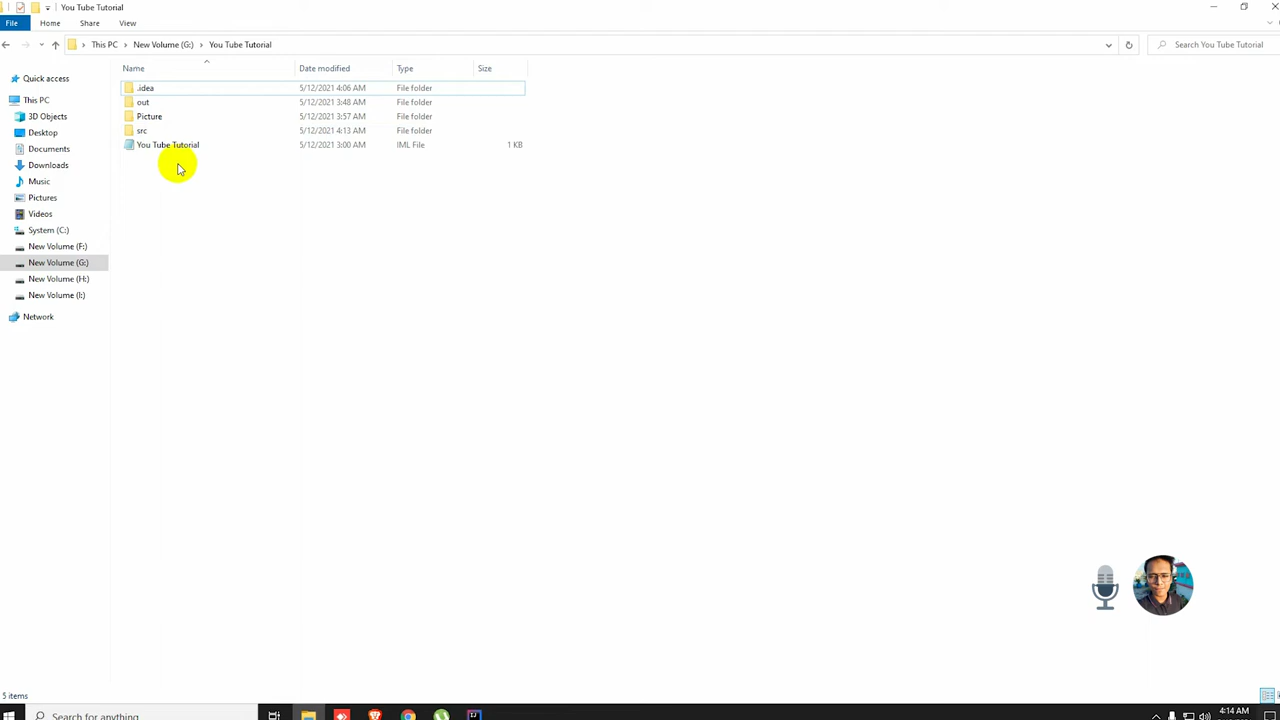 You Tube Tutorial
File Home Share View
This PC New Volume (G:) You Tube Tutorial Search You Tube Tutorial
Name Date modified Type Size
Quick access
This PC
3D Objects
Desktop
Documents
Downloads
Music
Pictures
Videos
System (C:)
New Volume (F:)
New Volume (G:)
New Volume (H:)
New Volume (I:)
Network
.idea 5/12/2021 4:06 AM File folder
out 5/12/2021 3:48 AM File folder
Picture 5/12/2021 3:57 AM File folder
src 5/12/2021 4:13 AM File folder
You Tube Tutorial 5/12/2021 3:00 AM IML File 1 KB
5 items
Search for anything
4:14 AM